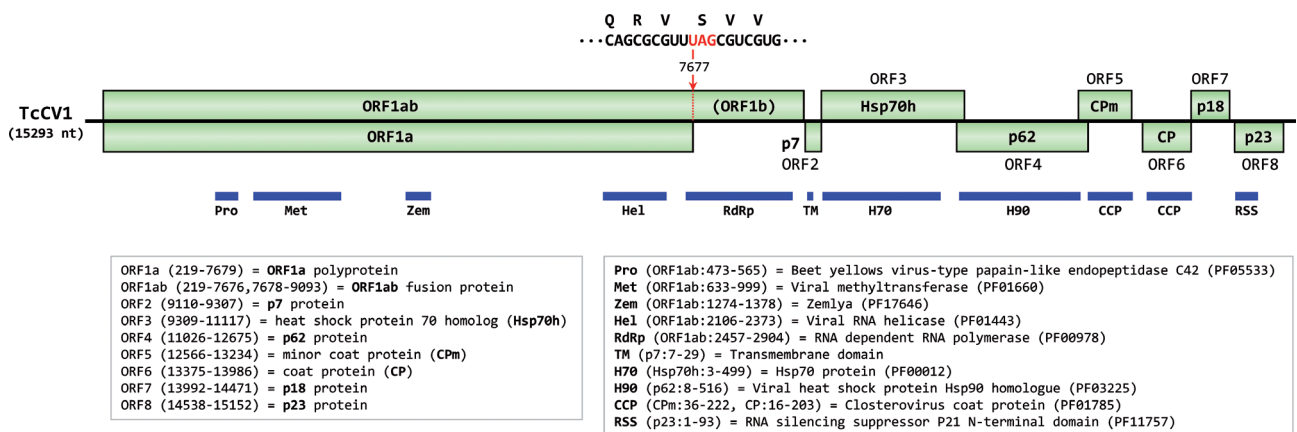 Q R V S V V
···CAGCGCGUUUAGCGUCGUG···
7677
ORF3 ORF5 ORF7
TcCV1
(15293 nt)
ORF1ab (ORF1b) Hsp70h CPm p18
ORF1a p7 p62 CP p23
ORF2 ORF4 ORF6 ORF8
Pro Met Zem Hel RdRp TM H70 H90 CCP CCP RSS
ORF1a (219-7679) = ORF1a polyprotein
ORF1ab (219-7676,7678-9093) = ORF1ab fusion protein
ORF2 (9110-9307) = p7 protein
ORF3 (9309-11117) = heat shock protein 70 homolog (Hsp70h)
ORF4 (11026-12675) = p62 protein
ORF5 (12566-13234) = minor coat protein (CPm)
ORF6 (13375-13986) = coat protein (CP)
ORF7 (13992-14471) = p18 protein
ORF8 (14538-15152) = p23 protein
Pro (ORF1ab:473-565) = Beet yellows virus-type papain-like endopeptidase C42 (PF05533)
Met (ORF1ab:633-999) = Viral methyltransferase (PF01660)
Zem (ORF1ab:1274-1378) = Zemlya (PF17646)
Hel (ORF1ab:2106-2373) = Viral RNA helicase (PF01443)
RdRp (ORF1ab:2457-2904) = RNA dependent RNA polymerase (PF00978)
TM (p7:7-29) = Transmembrane domain
H70 (Hsp70h:3-499) = Hsp70 protein (PF00012)
H90 (p62:8-516) = Viral heat shock protein Hsp90 homologue (PF03225)
CCP (CPm:36-222, CP:16-203) = Closterovirus coat protein (PF01785)
RSS (p23:1-93) = RNA silencing suppressor P21 N-terminal domain (PF11757)